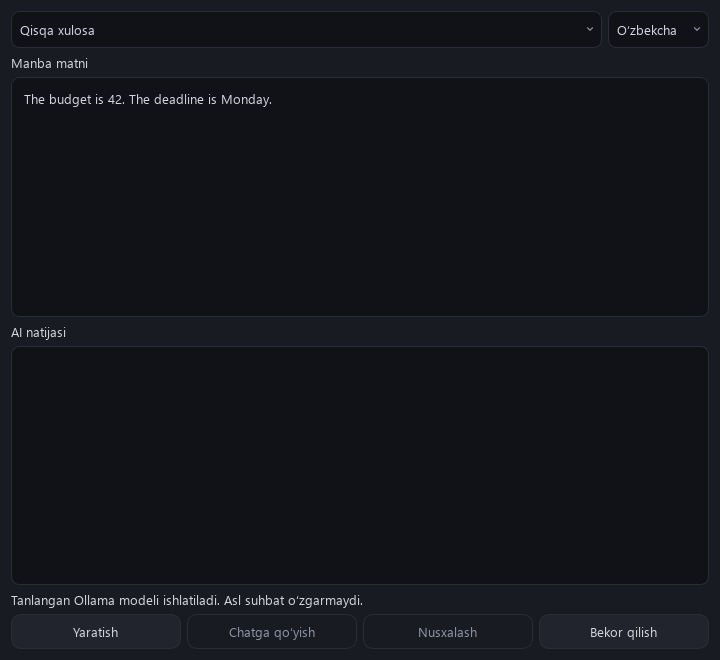 Qisqa xulosa
O‘zbekcha
Manba matni
The budget is 42. The deadline is Monday.
AI natijasi
Tanlangan Ollama modeli ishlatiladi. Asl suhbat o‘zgarmaydi.
Yaratish
Chatga qo‘yish
Nusxalash
Bekor qilish